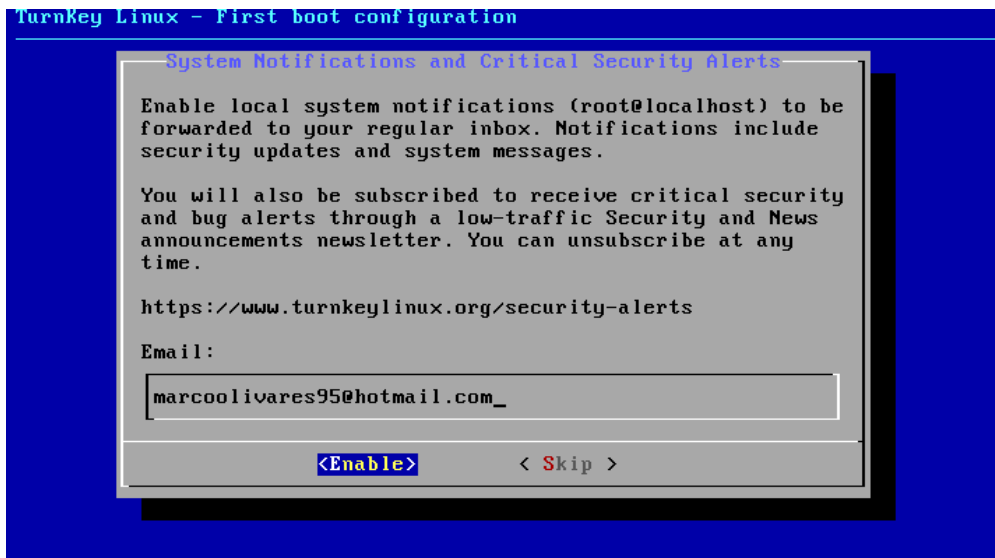 TurnKey Linux - First boot configuration
System Notifications and Critical Security Alerts
Enable local system notifications (root@localhost) to be
forwarded to your regular inbox. Notifications include
security updates and system messages.
You will also be subscribed to receive critical security
and bug alerts through a low-traffic Security and News
announcements newsletter. You can unsubscribe at any
time.
https://www.turnkeylinux.org/security-alerts
Email:
marcoolivares95@hotmail.com_
<Enable> < Skip >